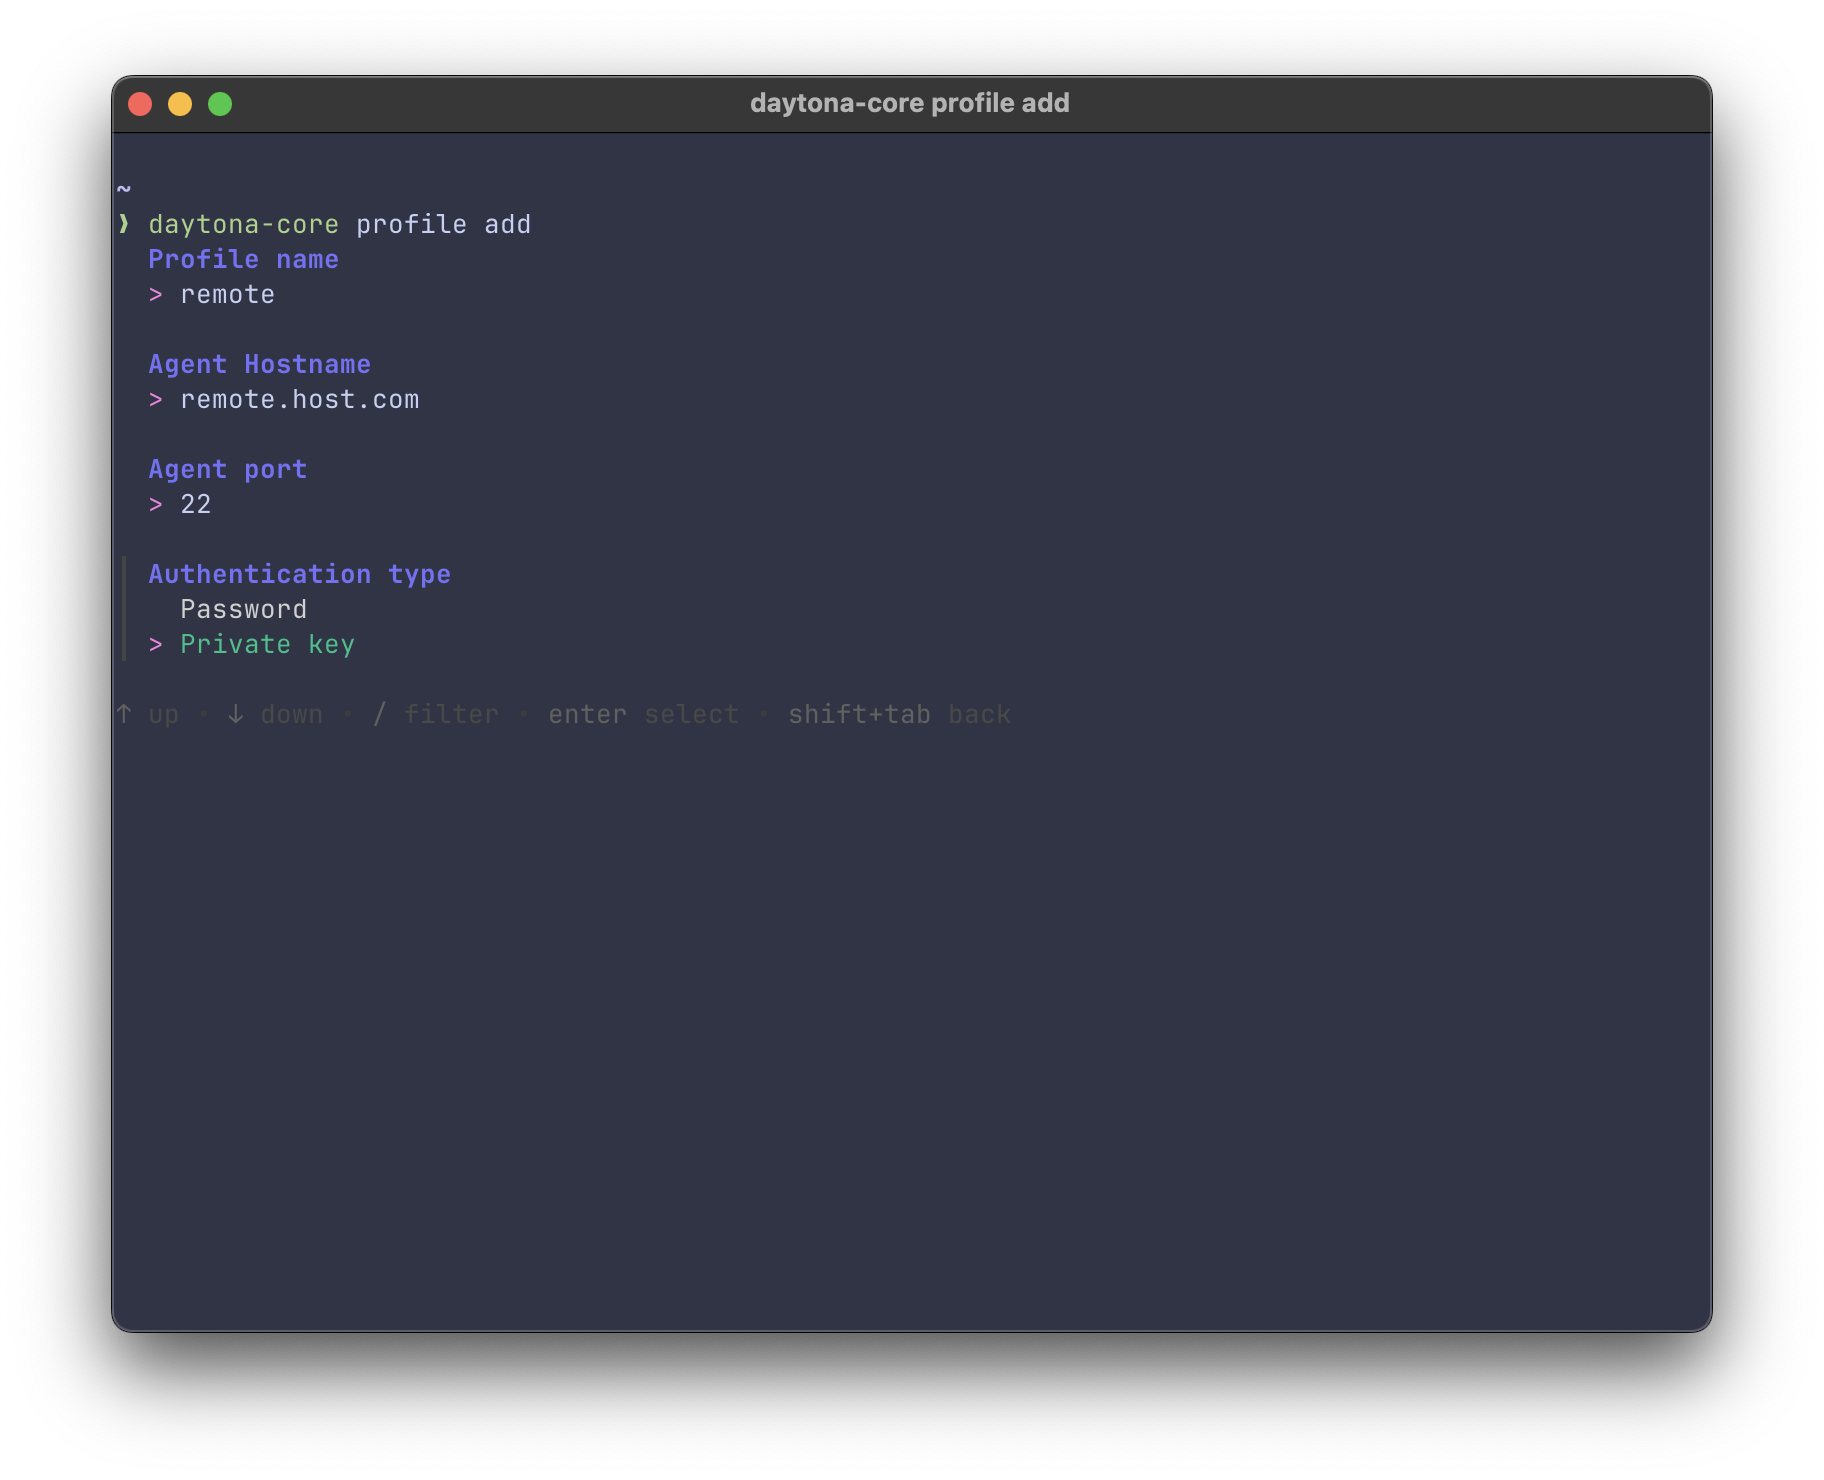 daytona-core profile add
~
❯ daytona-core profile add
Profile name
> remote
Agent Hostname
> remote.host.com
Agent port
> 22
Authentication type
Password
> Private key
↑ up • ↓ down • / filter • enter select • shift+tab back